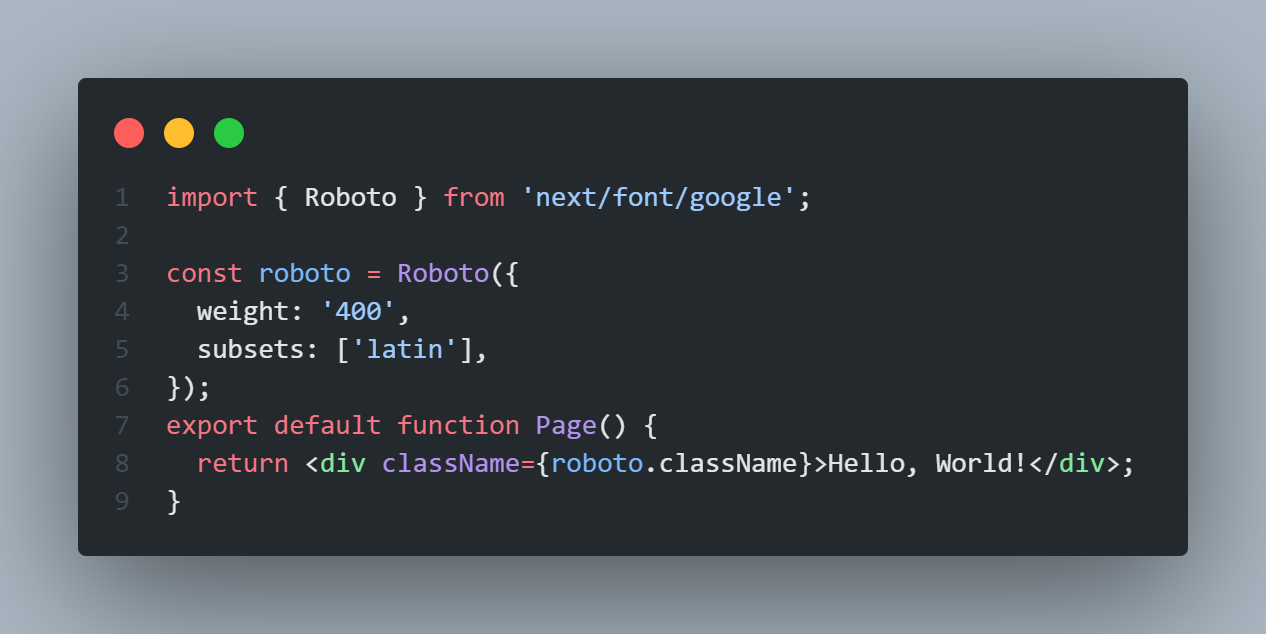 1 import { Roboto } from 'next/font/google';
2
3 const roboto = Roboto({
4   weight: '400',
5   subsets: ['latin'],
6 });
7 export default function Page() {
8   return <div className={roboto.className}>Hello, World!</div>;
9 }